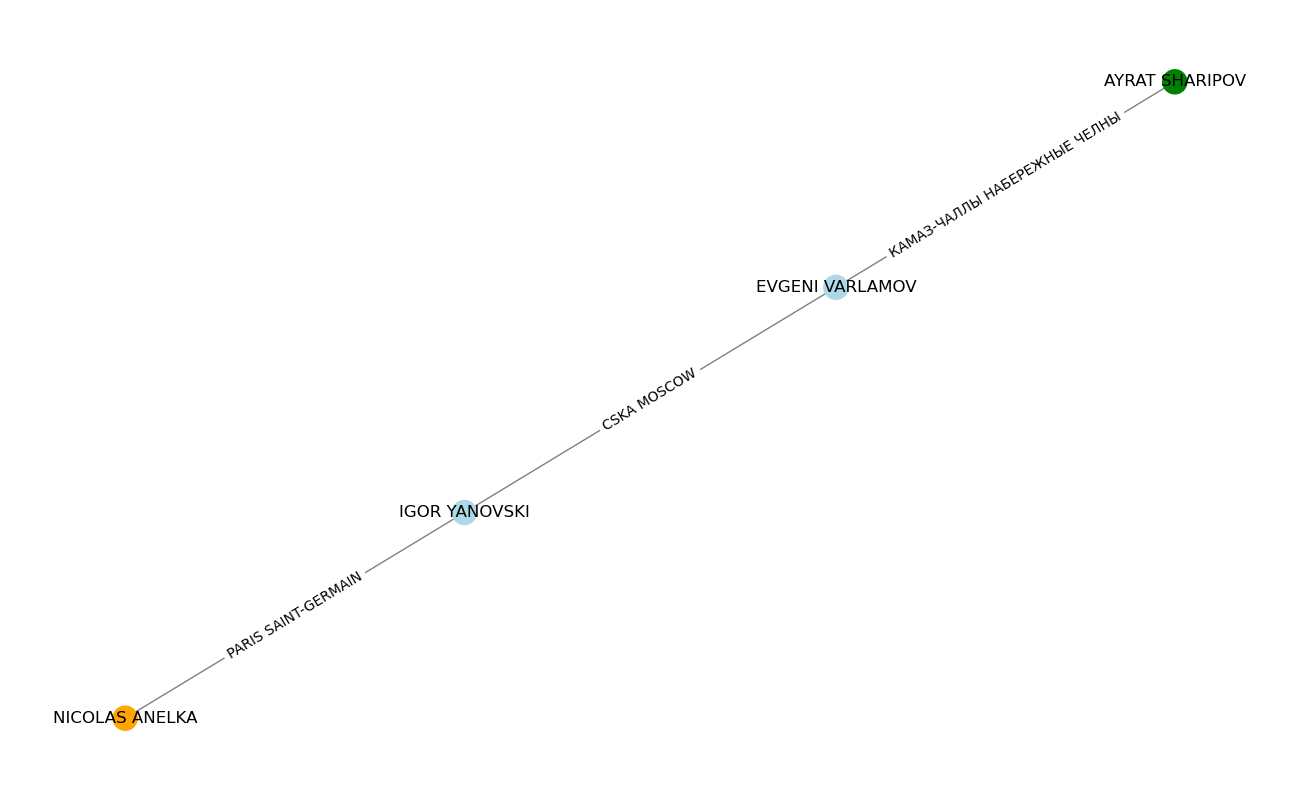 AYRAT SHARIPOV
КАМАЗ-ЧАЛЛЫ НАБЕРЕЖНЫЕ ЧЕЛНЫ
EVGENI VARLAMOV
CSKA MOSCOW
IGOR YANOVSKI
PARIS SAINT-GERMAIN
NICOLAS ANELKA